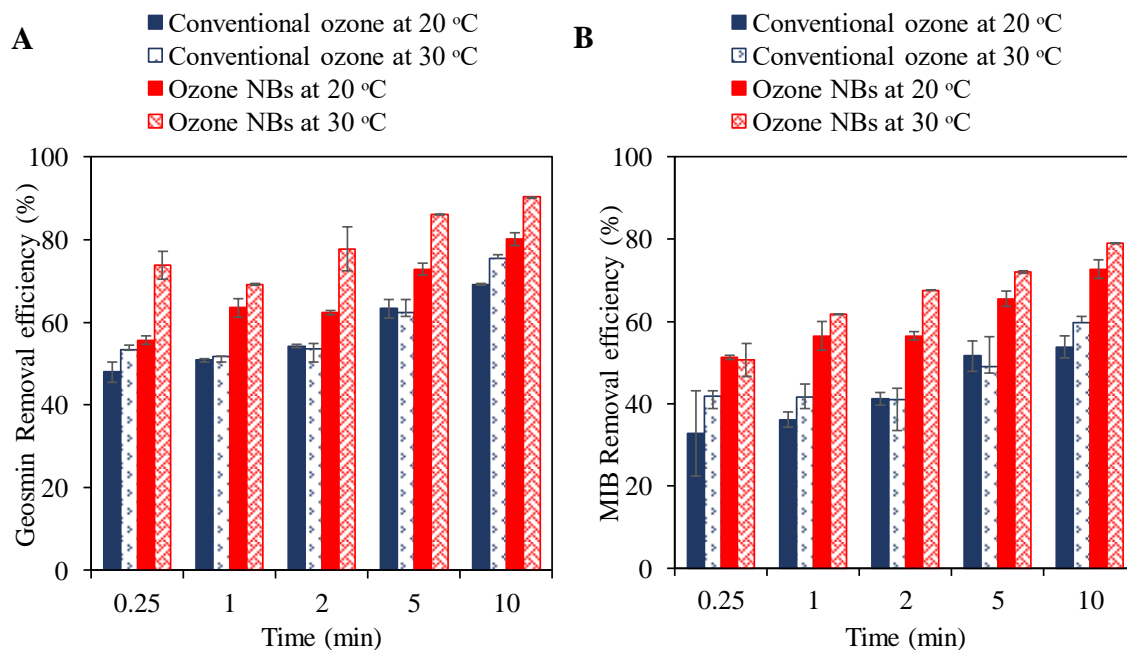 A
Conventional ozone at 20 °C
Conventional ozone at 30 °C
Ozone NBs at 20 °C
Ozone NBs at 30 °C
Geosmin Removal efficiency (%)
100
80
60
40
20
0
0.25 1 2 5 10
Time (min)
B
Conventional ozone at 20 °C
Conventional ozone at 30 °C
Ozone NBs at 20 °C
Ozone NBs at 30 °C
MIB Removal efficiency (%)
100
80
60
40
20
0
0.25 1 2 5 10
Time (min)